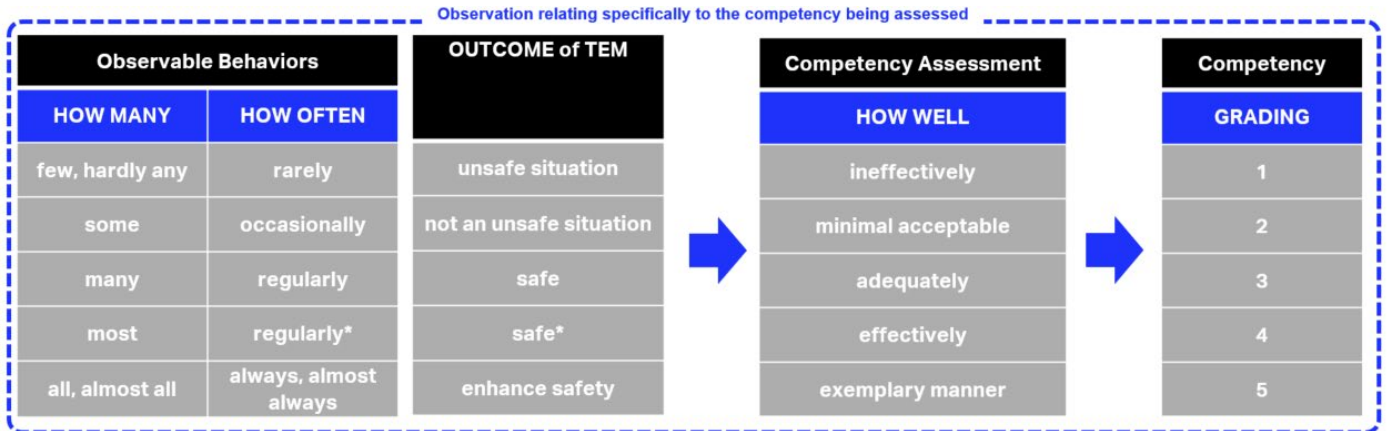 Observation relating specifically to the competency being assessed
Observable Behaviors
OUTCOME of TEM
Competency Assessment
Competency
HOW MANY
HOW OFTEN
HOW WELL
GRADING
few, hardly any
rarely
unsafe situation
ineffectively
1
some
occasionally
not an unsafe situation
minimal acceptable
2
many
regularly
safe
adequately
3
most
regularly*
safe*
effectively
4
all, almost all
always, almost
always
enhance safety
exemplary manner
5